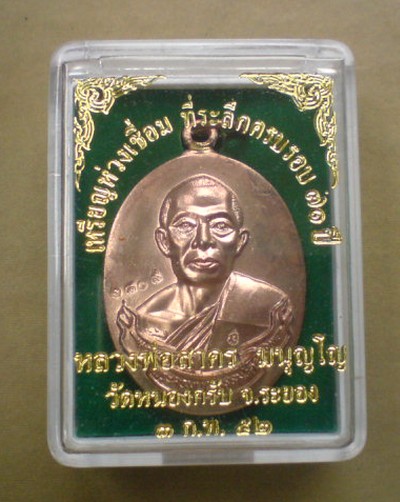 เหรียญห่วงเชื่อม ที่ระลึกครบรอบ ๗๑ ปี
หลวงพ่อสาคร มนุญโญ
วัดหนองกรับ จ.ระยอง
๓ ก.ท. ๕๒